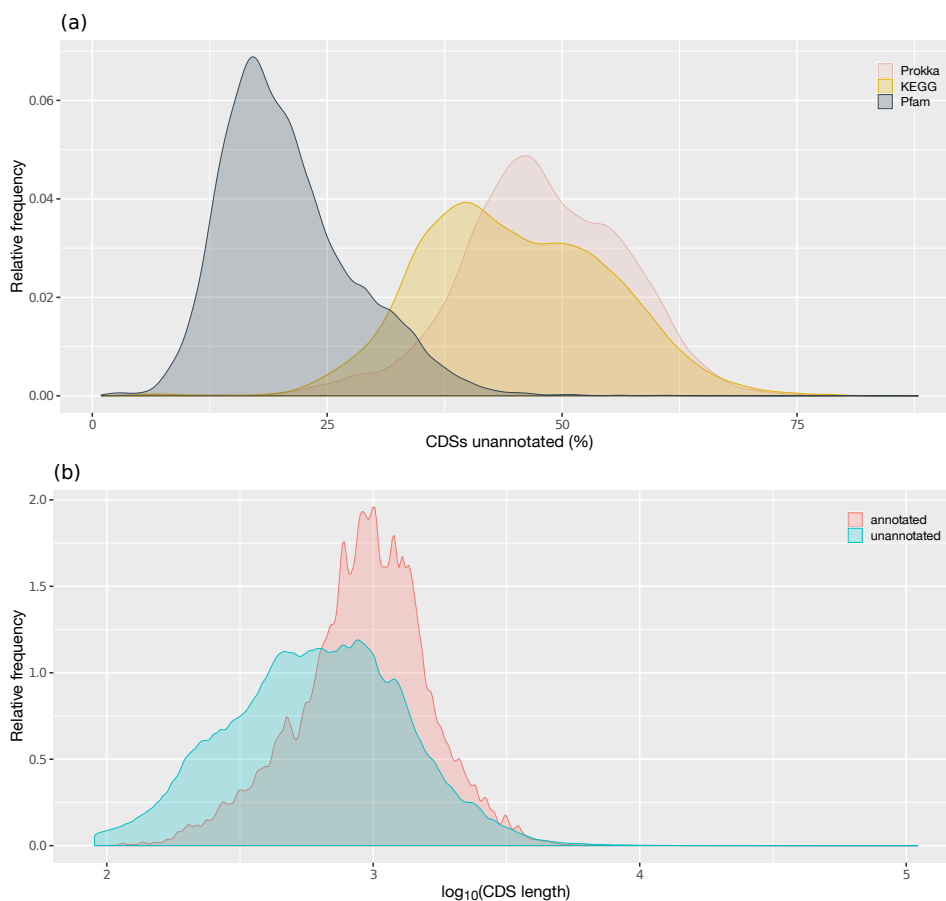 (a)
Prokka
KEGG
Pfam
0.06
0.04
0.02
0.00
Relative frequency
0 25 50 75
CDSs unannotated (%)
(b)
annotated
unannotated
2.0
1.5
1.0
0.5
0.0
Relative frequency
2 3 4 5
log10(CDS length)